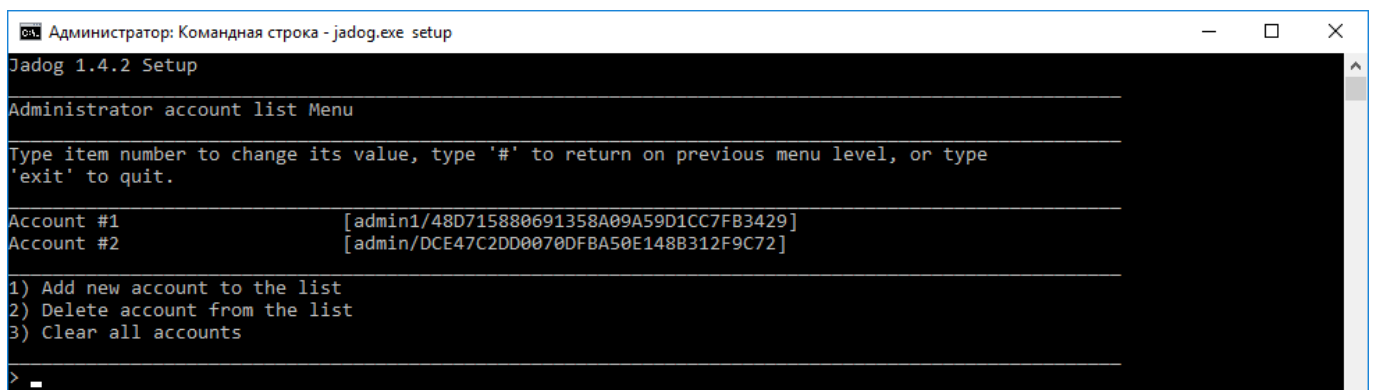 Администратор: Командная строка - jadog.exe setup
Jadog 1.4.2 Setup
Administrator account list Menu
Type item number to change its value, type '#' to return on previous menu level, or type
'exit' to quit.
Account #1 [admin1/48D715880691358A09A59D1CC7FB3429]
Account #2 [admin/DCE47C2DD0070DFBA50E148B312F9C72]
1) Add new account to the list
2) Delete account from the list
3) Clear all accounts
> _